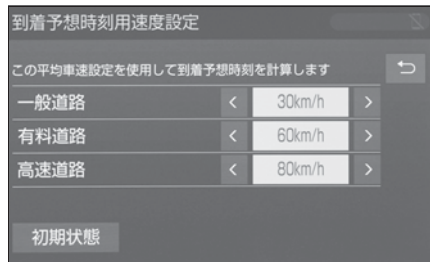 到着予想時刻用速度設定
この平均車速設定を使用して到着予想時刻を計算します
一般道路 < 30km/h >
有料道路 < 60km/h >
高速道路 < 80km/h >
初期状態